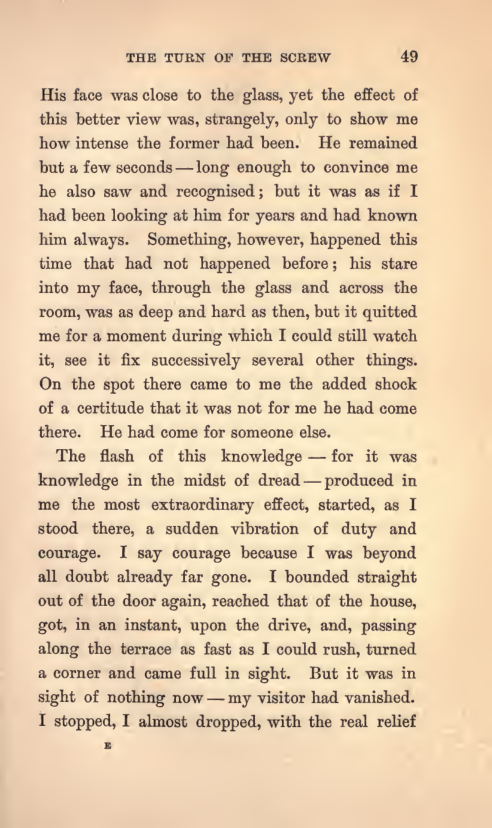 THE TURN OF THE SCREW 49
His face was close to the glass, yet the effect of
this better view was, strangely, only to show me
how intense the former had been. He remained
but a few seconds — long enough to convince me
he also saw and recognised; but it was as if I
had been looking at him for years and had known
him always. Something, however, happened this
time that had not happened before; his stare
into my face, through the glass and across the
room, was as deep and hard as then, but it quitted
me for a moment during which I could still watch
it, see it fix successively several other things.
On the spot there came to me the added shock
of a certitude that it was not for me he had come
there. He had come for someone else.
The flash of this knowledge — for it was
knowledge in the midst of dread — produced in
me the most extraordinary effect, started, as I
stood there, a sudden vibration of duty and
courage. I say courage because I was beyond
all doubt already far gone. I bounded straight
out of the door again, reached that of the house,
got, in an instant, upon the drive, and, passing
along the terrace as fast as I could rush, turned
a corner and came full in sight. But it was in
sight of nothing now — my visitor had vanished.
I stopped, I almost dropped, with the real relief
E